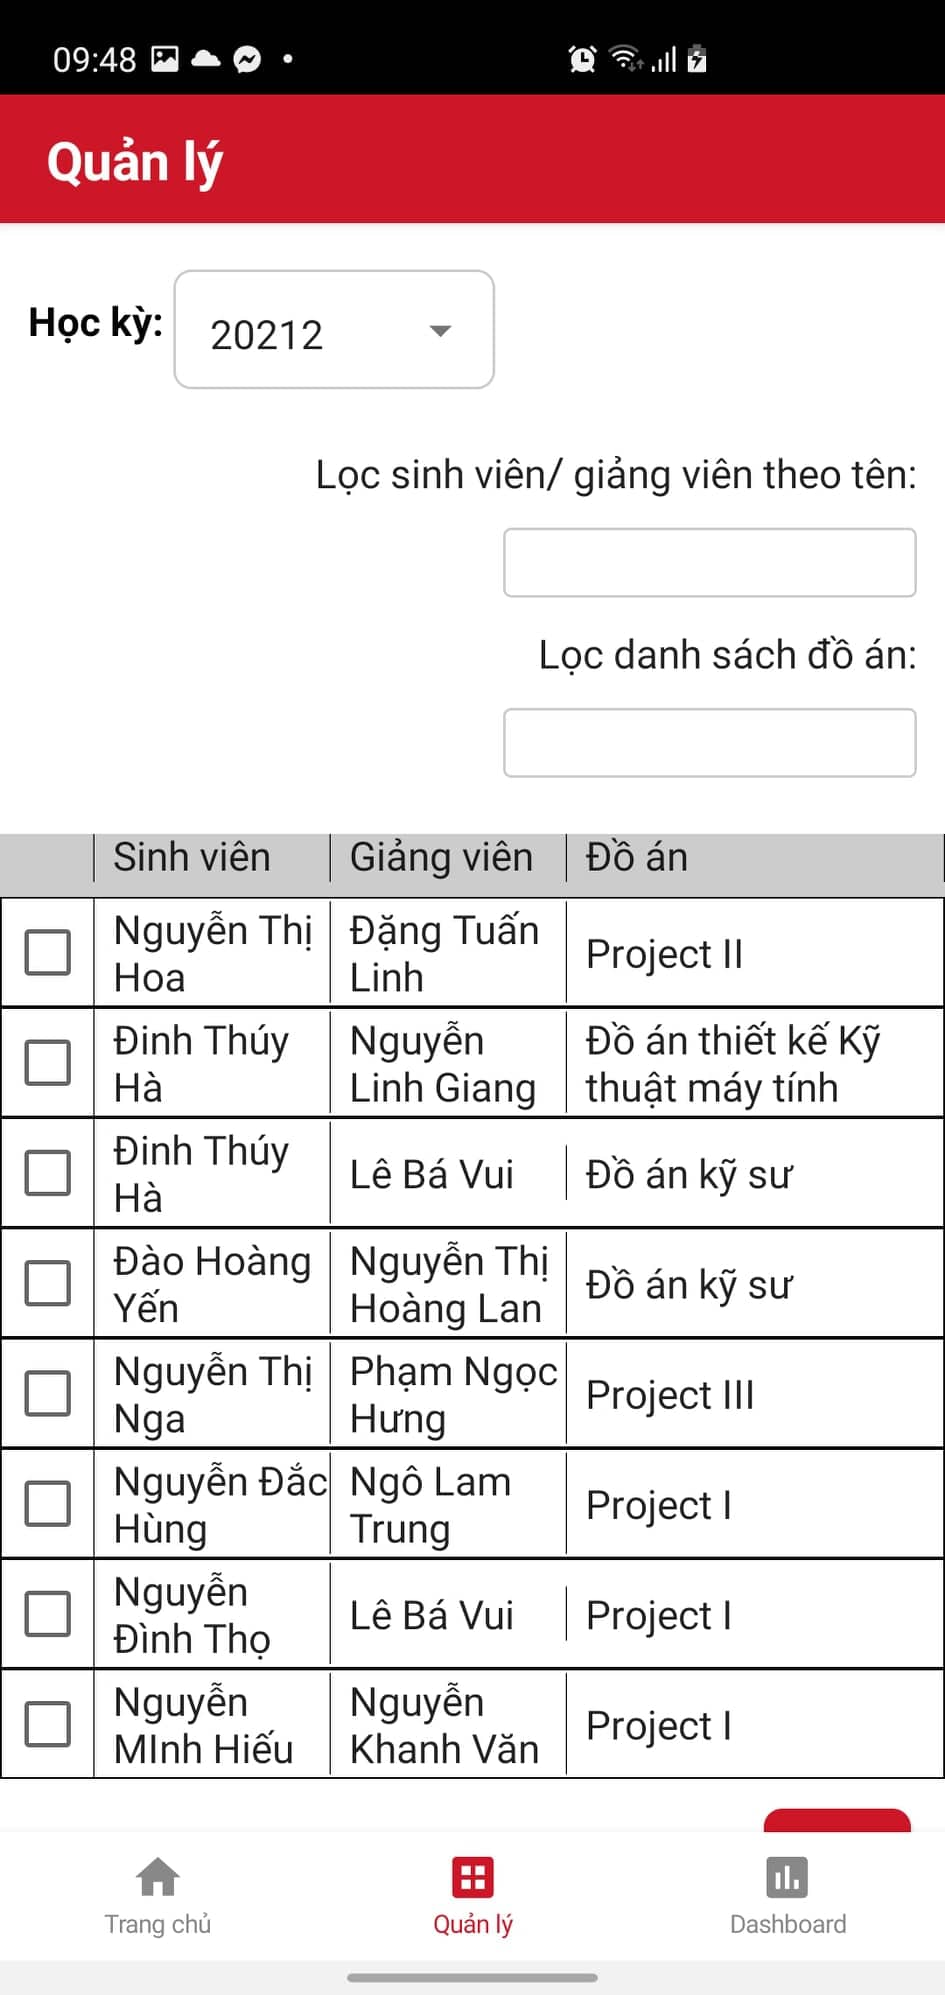 09:48
Quản lý
Học kỳ:
20212
Lọc sinh viên/ giảng viên theo tên:
Lọc danh sách đồ án:
Sinh viên Giảng viên Đồ án
Nguyễn Thị Đặng Tuấn
Hoa Linh
Project II
Đinh Thúy Nguyễn Đồ án thiết kế Kỹ
Hà Linh Giang thuật máy tính
Đinh Thúy
Hà
Lê Bá Vui Đồ án kỹ sư
Đào Hoàng Nguyễn Thị
Yến Hoàng Lan
Đồ án kỹ sư
Nguyễn Thị Phạm Ngọc
Nga Hưng
Project III
Nguyễn Đắc Ngô Lam
Hùng Trung
Project I
Nguyễn
Đình Thọ
Lê Bá Vui Project I
Nguyễn Nguyễn
MInh Hiếu Khanh Văn
Project I
Trang chủ Quản lý Dashboard